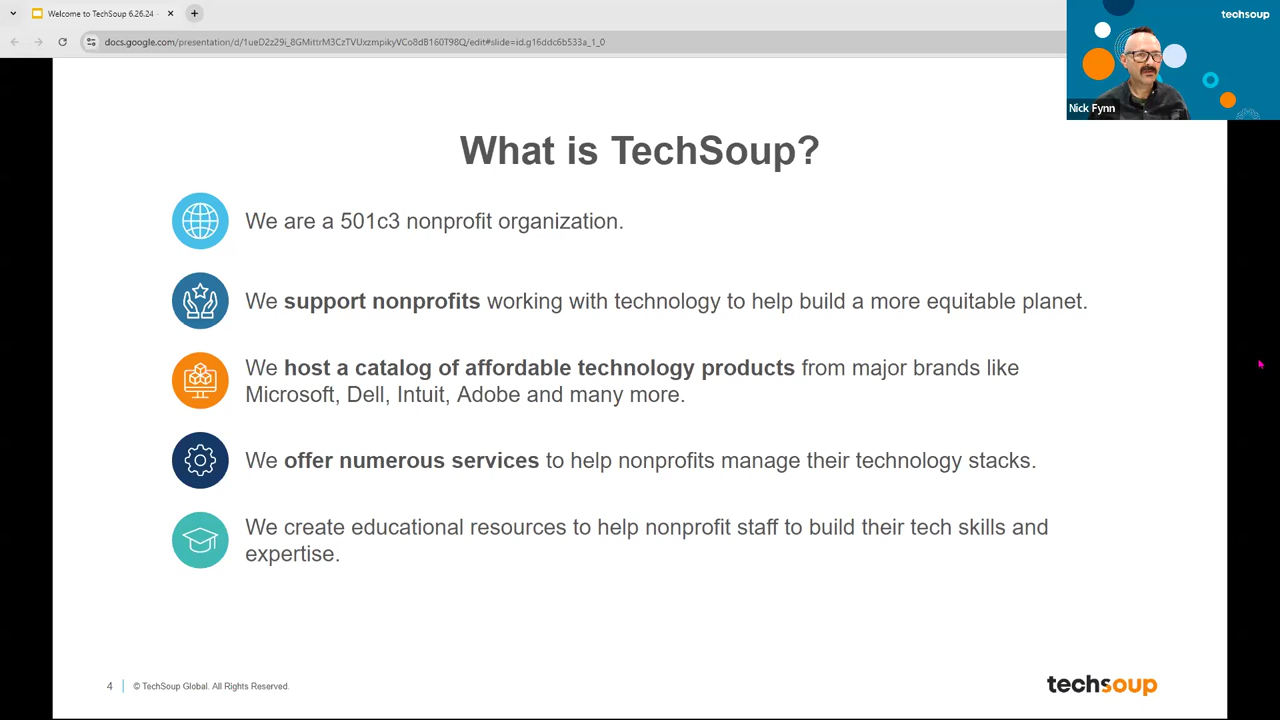 Welcome to TechSoup 6.26.24 -
docs.google.com/presentation/d/1ueD2z29i_8GMittrM3CzTVUxzmpikyVCo8dB160T98Q/edit#slide=id.g16ddc6b533a_1_0
techsoup
Nick Fynn
What is TechSoup?
We are a 501c3 nonprofit organization.
We support nonprofits working with technology to help build a more equitable planet.
We host a catalog of affordable technology products from major brands like
Microsoft, Dell, Intuit, Adobe and many more.
We offer numerous services to help nonprofits manage their technology stacks.
We create educational resources to help nonprofit staff to build their tech skills and
expertise.
4
© TechSoup Global. All Rights Reserved.
techsoup